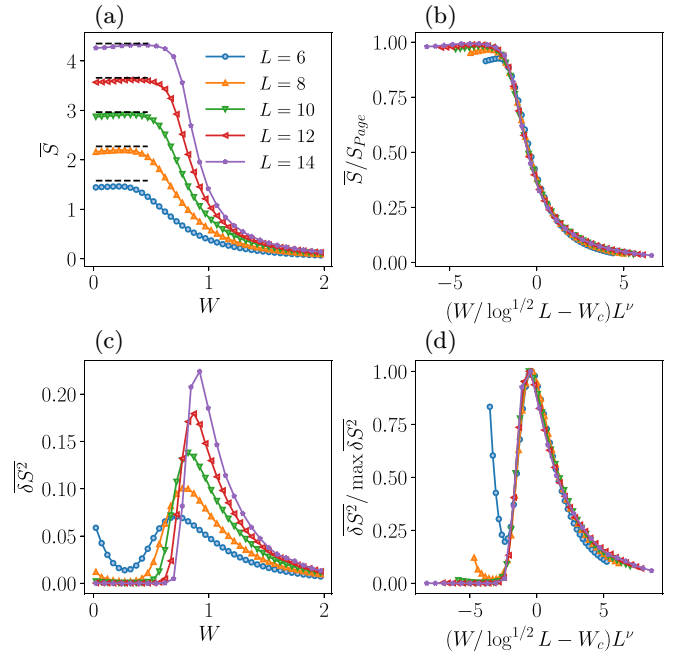 (a)
4
3
2
1
0
S̅
0
1
2
W
L = 6
L = 8
L = 10
L = 12
L = 14
(b)
1.00
0.75
0.50
0.25
0.00
S̅/S_Page
−5
0
5
(W/ log^{1/2} L − W_c)L^ν
(c)
0.20
0.15
0.10
0.05
0.00
δS²
0
1
2
W
(d)
1.00
0.75
0.50
0.25
0.00
δS²/ max δS²
−5
0
5
(W/ log^{1/2} L − W_c)L^ν